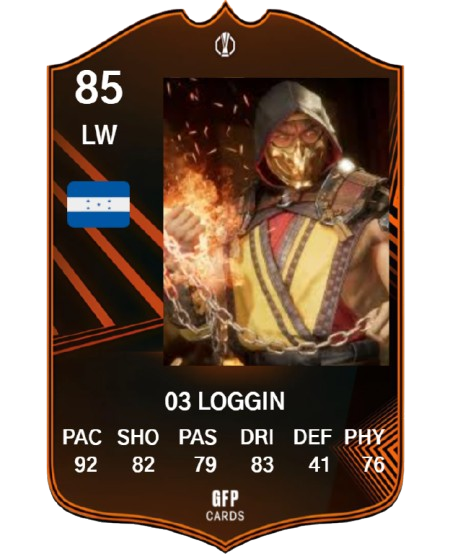 85
LW
03 LOGGIN
PAC SHO PAS DRI DEF PHY
92 82 79 83 41 76
GFP
CARDS